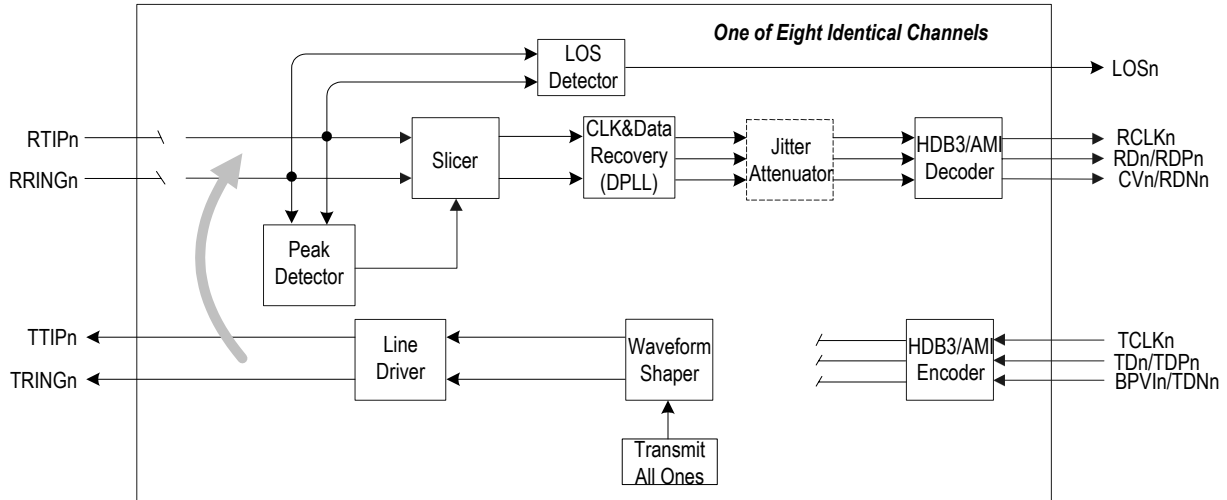 One of Eight Identical Channels
LOS
Detector
LOSn
RTIPn
RRINGn
Slicer
CLK&Data
Recovery
(DPLL)
Jitter
Attenuator
HDB3/AMI
Decoder
RCLKn
RDn/RDPn
CVn/RDNn
Peak
Detector
TTIPn
TRINGn
Line
Driver
Waveform
Shaper
HDB3/AMI
Encoder
TCLKn
TDn/TDPn
BPVIn/TDNn
Transmit
All Ones